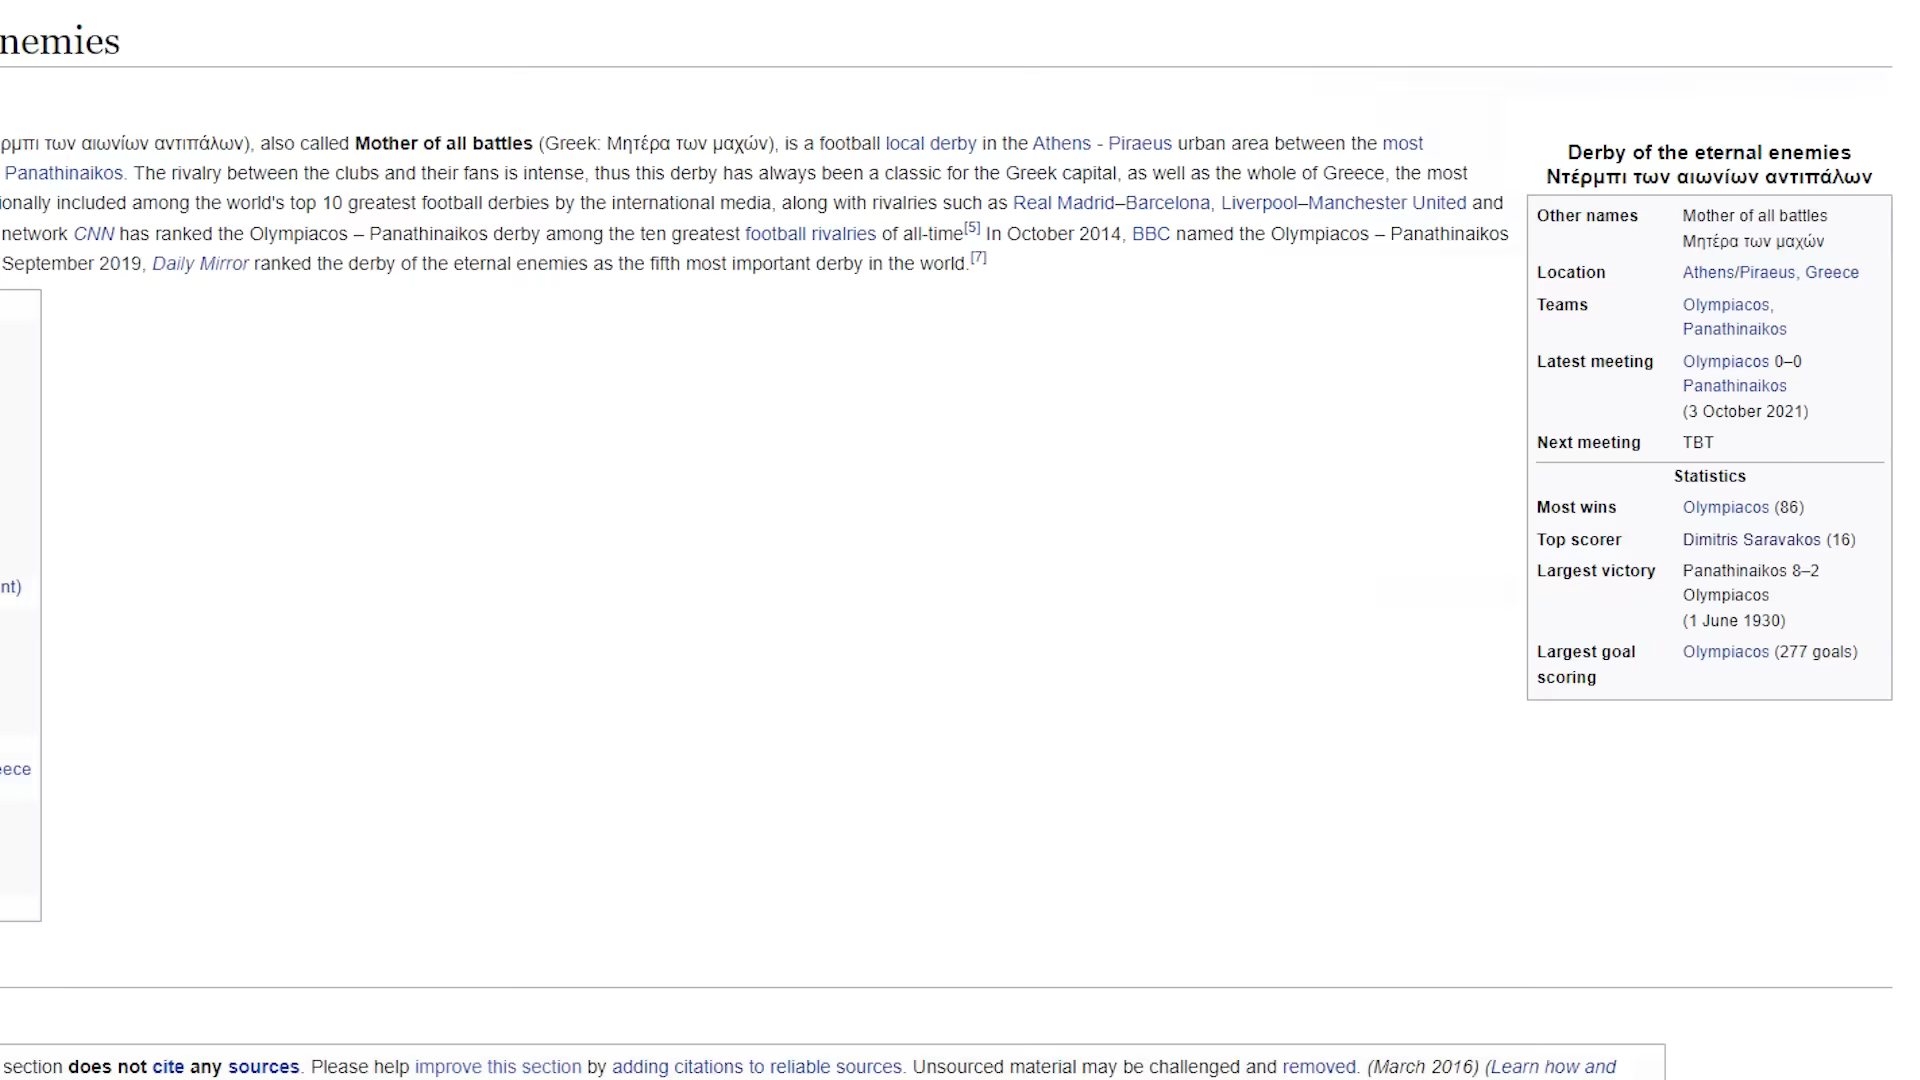 nemies
ρμπι των αιωνίων αντιπάλων), also called Mother of all battles (Greek: Μητέρα των μαχών), is a football local derby in the Athens - Piraeus urban area between the most
Panathinaikos. The rivalry between the clubs and their fans is intense, thus this derby has always been a classic for the Greek capital, as well as the whole of Greece, the most
ionally included among the world's top 10 greatest football derbies by the international media, along with rivalries such as Real Madrid–Barcelona, Liverpool–Manchester United and
network CNN has ranked the Olympiacos – Panathinaikos derby among the ten greatest football rivalries of all-time[5] In October 2014, BBC named the Olympiacos – Panathinaikos
September 2019, Daily Mirror ranked the derby of the eternal enemies as the fifth most important derby in the world.[7]
nt)
eece
Derby of the eternal enemies
Ντέρμπι των αιωνίων αντιπάλων
Other names Mother of all battles
Μητέρα των μαχών
Location Athens/Piraeus, Greece
Teams Olympiacos,
Panathinaikos
Latest meeting Olympiacos 0–0
Panathinaikos
(3 October 2021)
Next meeting TBT
Statistics
Most wins Olympiacos (86)
Top scorer Dimitris Saravakos (16)
Largest victory Panathinaikos 8–2
Olympiacos
(1 June 1930)
Largest goal Olympiacos (277 goals)
scoring
section does not cite any sources. Please help improve this section by adding citations to reliable sources. Unsourced material may be challenged and removed. (March 2016) (Learn how and